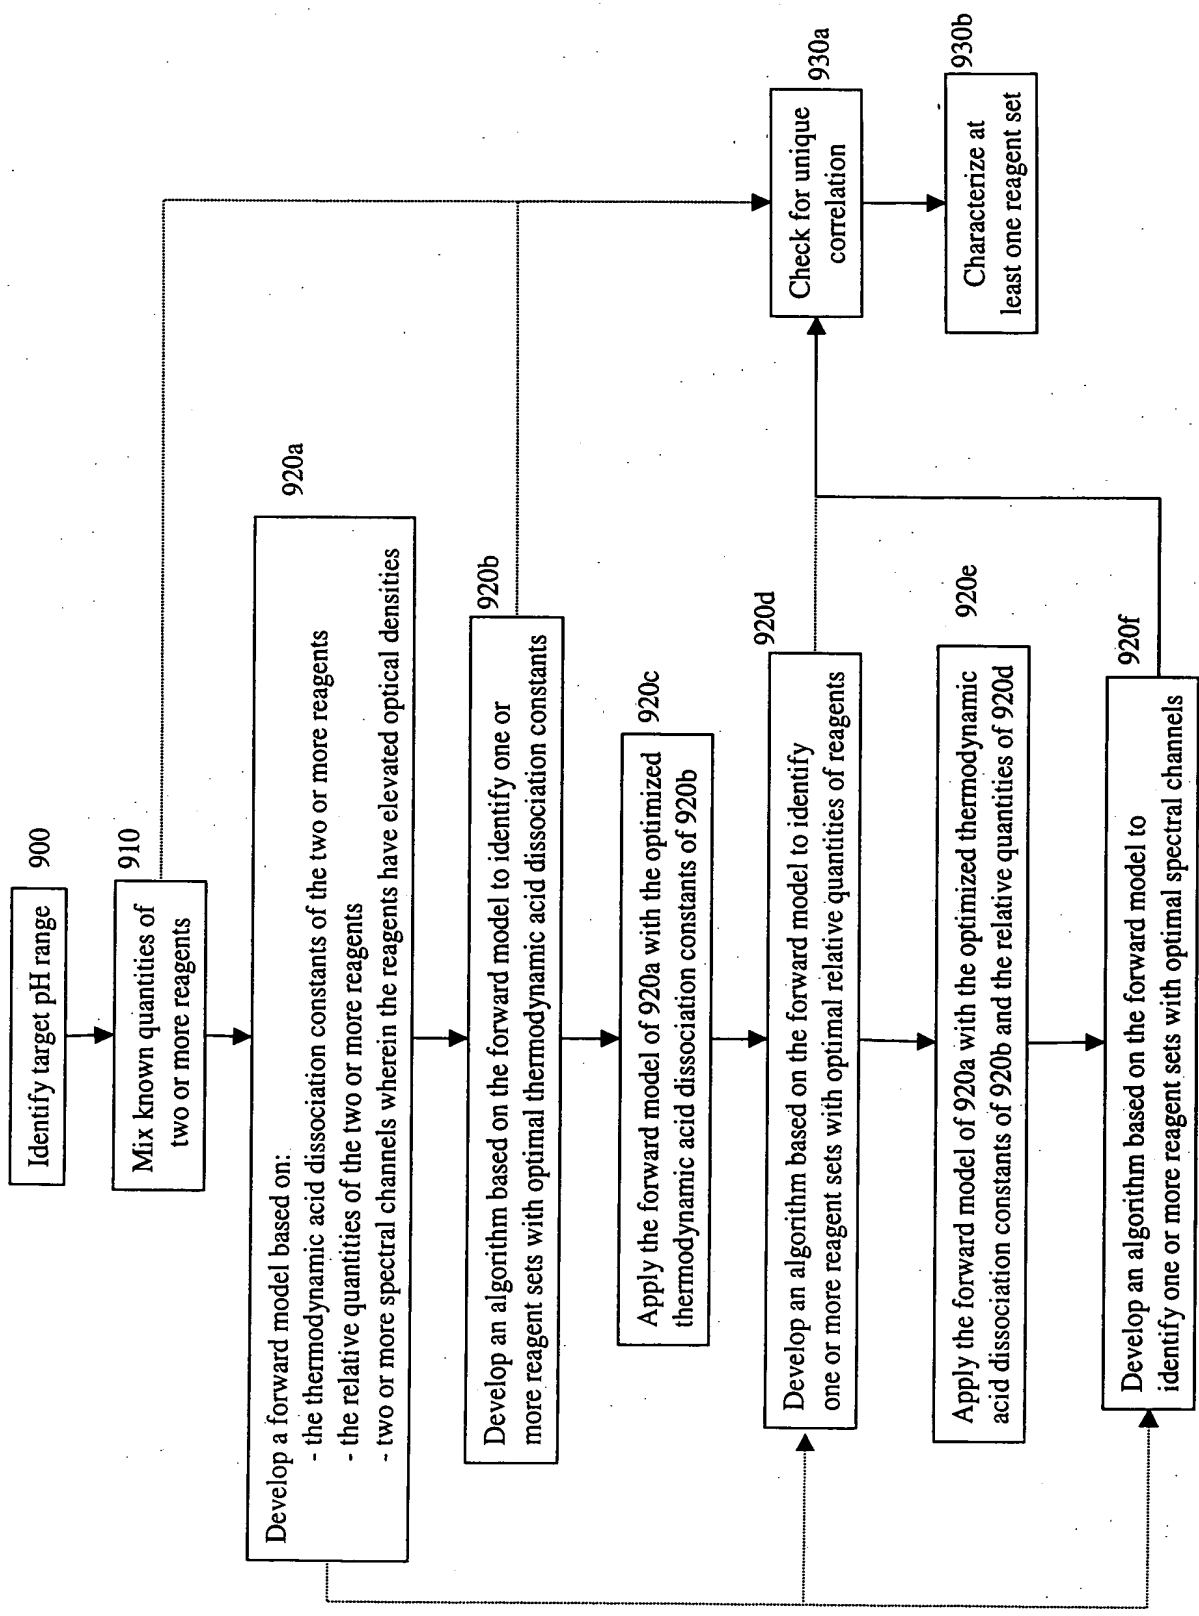 Identify target pH range
900
Mix known quantities of
two or more reagents
910
Develop a forward model based on:
- the thermodynamic acid dissociation constants of the two or more reagents
- the relative quantities of the two or more reagents
- two or more spectral channels wherein the reagents have elevated optical densities
920a
Develop an algorithm based on the forward model to identify one or
more reagent sets with optimal thermodynamic acid dissociation constants
920b
Apply the forward model of 920a with the optimized
thermodynamic acid dissociation constants of 920b
920c
Develop an algorithm based on the forward model to identify
one or more reagent sets with optimal relative quantities of reagents
920d
Apply the forward model of 920a with the optimized thermodynamic
acid dissociation constants of 920b and the relative quantities of 920d
920e
Develop an algorithm based on the forward model to
identify one or more reagent sets with optimal spectral channels
920f
Check for unique
correlation
930a
Characterize at
least one reagent set
930b